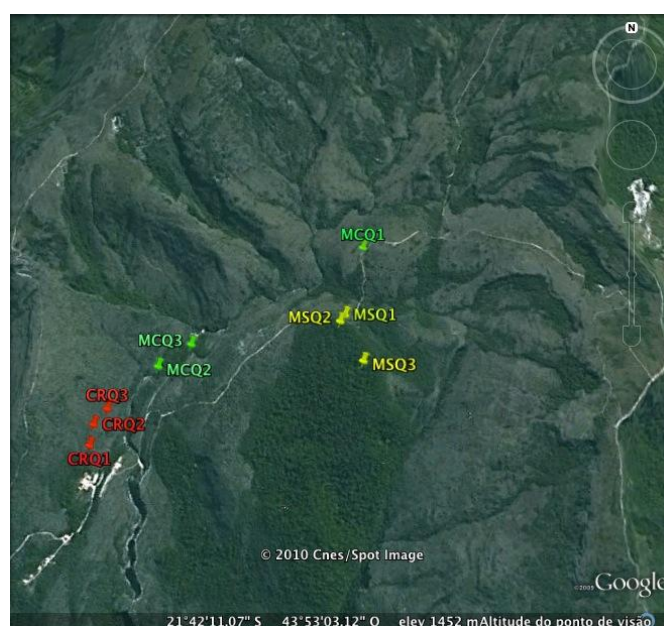 N
MCQ1
MSQ2 MSQ1
MCQ3
MCQ2
MSQ3
CRQ3
CRQ2
CRQ1
© 2010 Cnes/Spot Image
©2009 Google
21°42'11.07" S 43°53'03.12" O elev 1452 m Altitude do ponto de visão